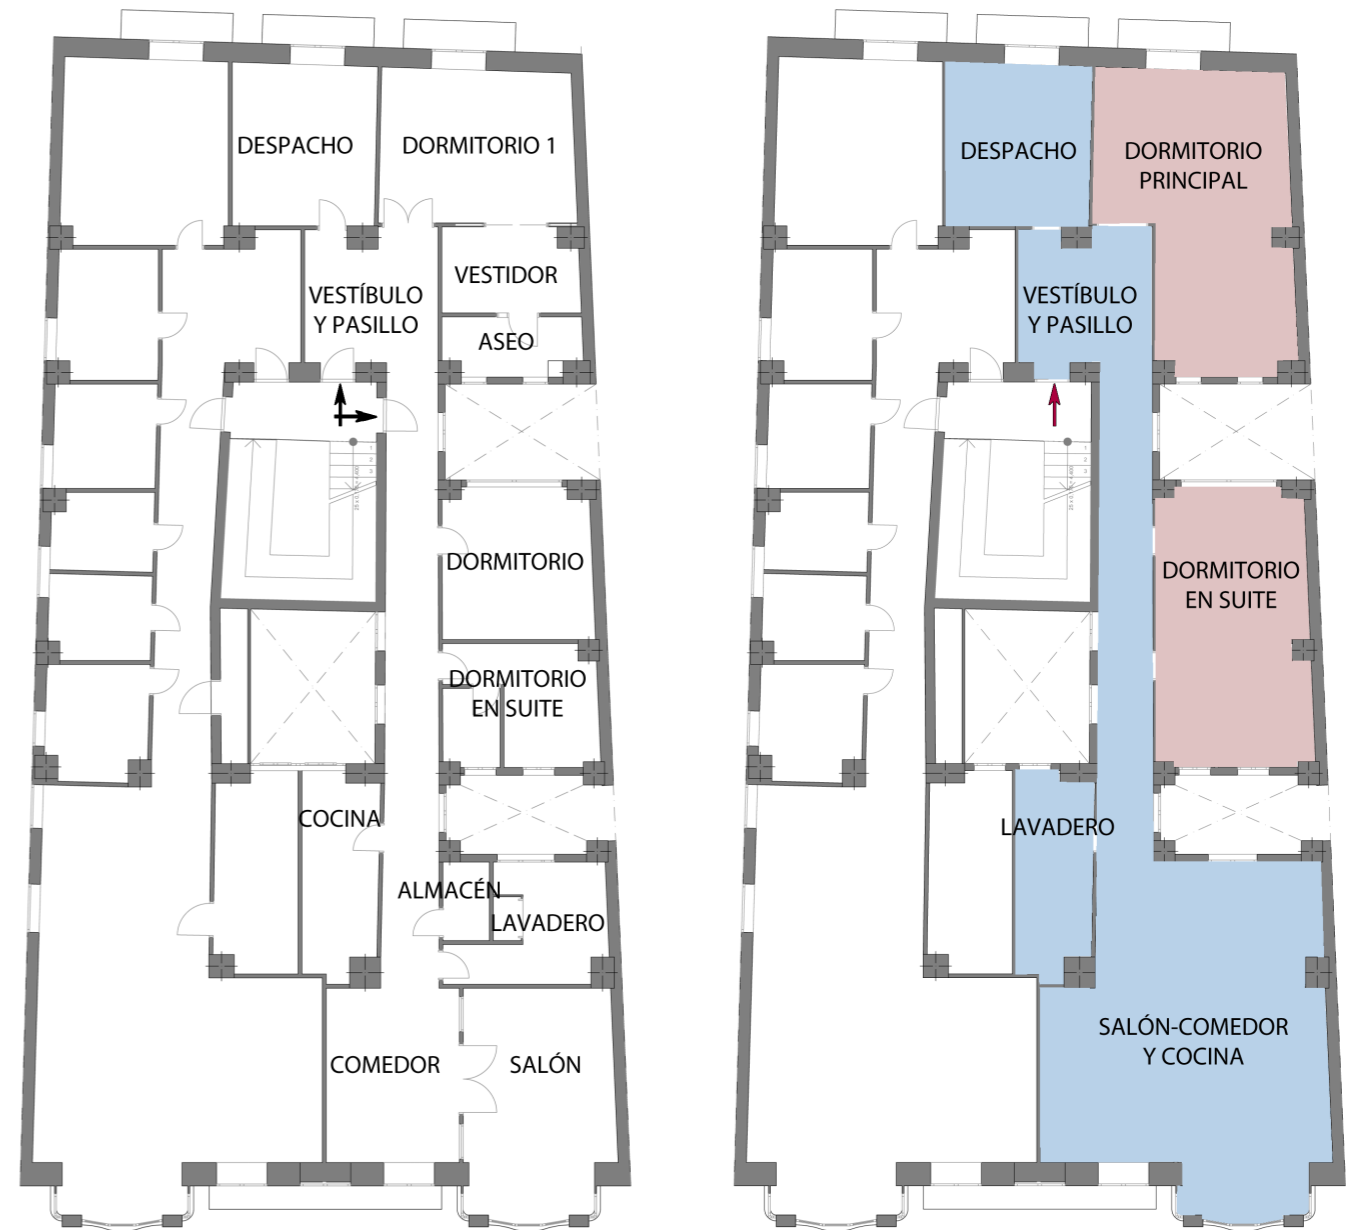 DESPACHO
DORMITORIO 1
VESTIDOR
VESTÍBULO
Y PASILLO
ASEO
DORMITORIO
DORMITORIO
EN SUITE
COCINA
ALMACÉN
LAVADERO
COMEDOR
SALÓN
DESPACHO
DORMITORIO
PRINCIPAL
VESTÍBULO
Y PASILLO
DORMITORIO
EN SUITE
LAVADERO
SALÓN-COMEDOR
Y COCINA